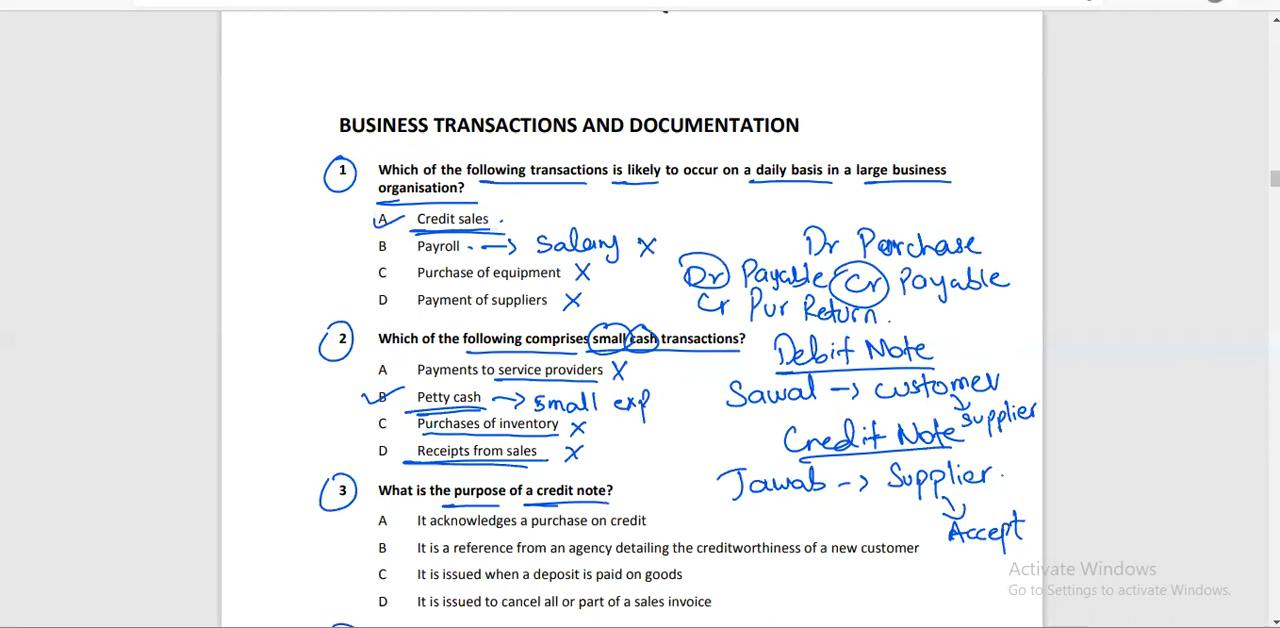 BUSINESS TRANSACTIONS AND DOCUMENTATION
1 Which of the following transactions is likely to occur on a daily basis in a large business
organisation?
A Credit sales
B Payroll → Salary X
C Purchase of equipment X
D Payment of suppliers X
Dr Purchase
Dr Payable Cr Payable
Cr Pur Return.
2 Which of the following comprises small cash transactions?
A Payments to service providers X
B Petty cash → small exp
C Purchases of inventory X
D Receipts from sales X
Debit Note
Sawal → customer
supplier
Credit Note
Jawab → Supplier.
Accept
3 What is the purpose of a credit note?
A It acknowledges a purchase on credit
B It is a reference from an agency detailing the creditworthiness of a new customer
C It is issued when a deposit is paid on goods
D It is issued to cancel all or part of a sales invoice
Activate Windows
Go to Settings to activate Windows.